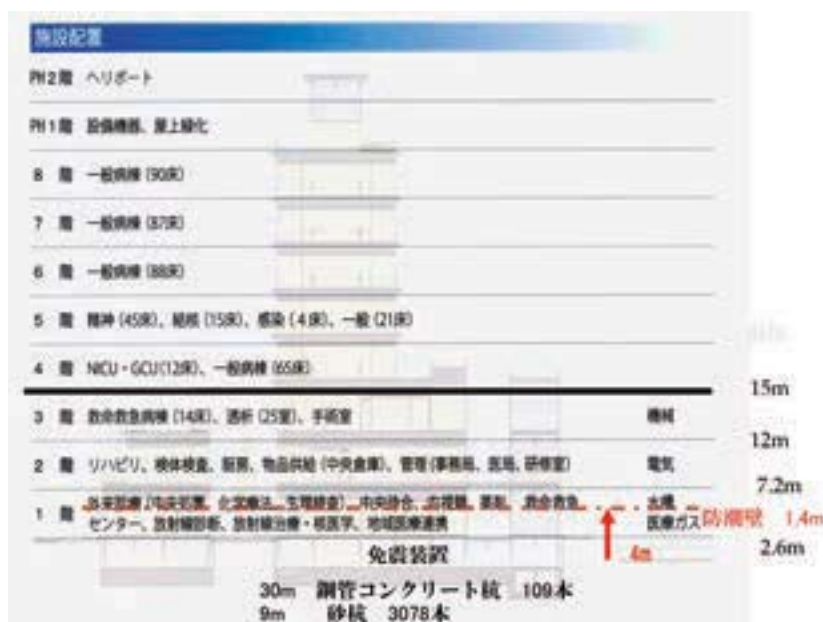 施設配置
PH2階 ヘリポート
PH1階 設備機器、屋上緑化
8 階 一般病棟(90床)
7 階 一般病棟(87床)
6 階 一般病棟(88床)
5 階 精神(45床)、結核(15床)、感染(4床)、一般(21床)
4 階 NICU・GCU(12床)、一般病棟(65床)
15m
3 階 救命救急病棟(14床)、透析(25室)、手術室 機械
12m
2 階 リハビリ、検体検査、厨房、物品供給(中央倉庫)、管理(事務局、医局、研修室) 電気
7.2m
1 階 外来診療(中央処置、化学療法、生理検査)、中央待合、薬剤、救命救急
センター、放射線診断、放射線治療・核医学、地域医療連携 医療ガス
防潮壁 1.4m
4m
2.6m
免震装置
30m 鋼管コンクリート杭 109本
9m 砂杭 3078本